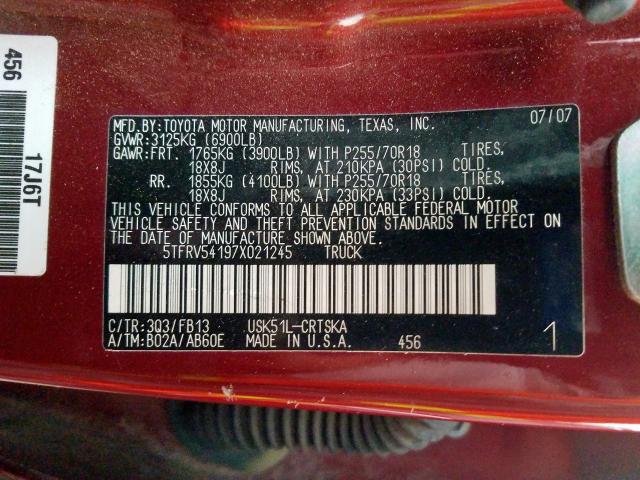 456
17J6T
MFD.BY:TOYOTA MOTOR MANUFACTURING, TEXAS, INC. 07/07
GVWR:3125KG (6900LB)
GAWR:FRT. 1765KG (3900LB) WITH P255/70R18 TIRES,
18X8J RIMS, AT 210KPA (30PSI) COLD.
RR. 1855KG (4100LB) WITH P255/70R18 TIRES,
18X8J RIMS, AT 230KPA (33PSI) COLD.
THIS VEHICLE CONFORMS TO ALL APPLICABLE FEDERAL MOTOR
VEHICLE SAFETY AND THEFT PREVENTION STANDARDS IN EFFECT ON
THE DATE OF MANUFACTURE SHOWN ABOVE.
5TFRV54197X021245 TRUCK
C/TR:3Q3/FB13 USK51L-CRTSKA
A/TM:B02A/AB60E MADE IN U.S.A. 456 1